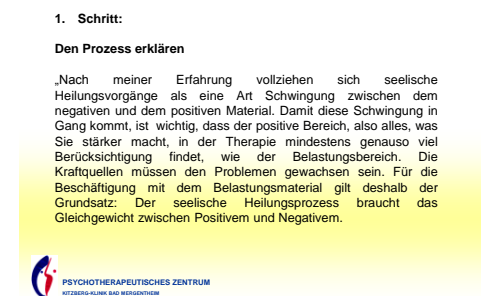 1. Schritt:
Den Prozess erklären
„Nach meiner Erfahrung vollziehen sich seelische
Heilungsvorgänge als eine Art Schwingung zwischen dem
negativen und dem positiven Material. Damit diese Schwingung in
Gang kommt, ist wichtig, dass der positive Bereich, also alles, was
Sie stärker macht, in der Therapie mindestens genauso viel
Berücksichtigung findet, wie der Belastungsbereich. Die
Kraftquellen müssen den Problemen gewachsen sein. Für die
Beschäftigung mit dem Belastungsmaterial gilt deshalb der
Grundsatz: Der seelische Heilungsprozess braucht das
Gleichgewicht zwischen Positivem und Negativem.
PSYCHOTHERAPEUTISCHES ZENTRUM
KITZBERG-KLINIK BAD MERGENTHEIM